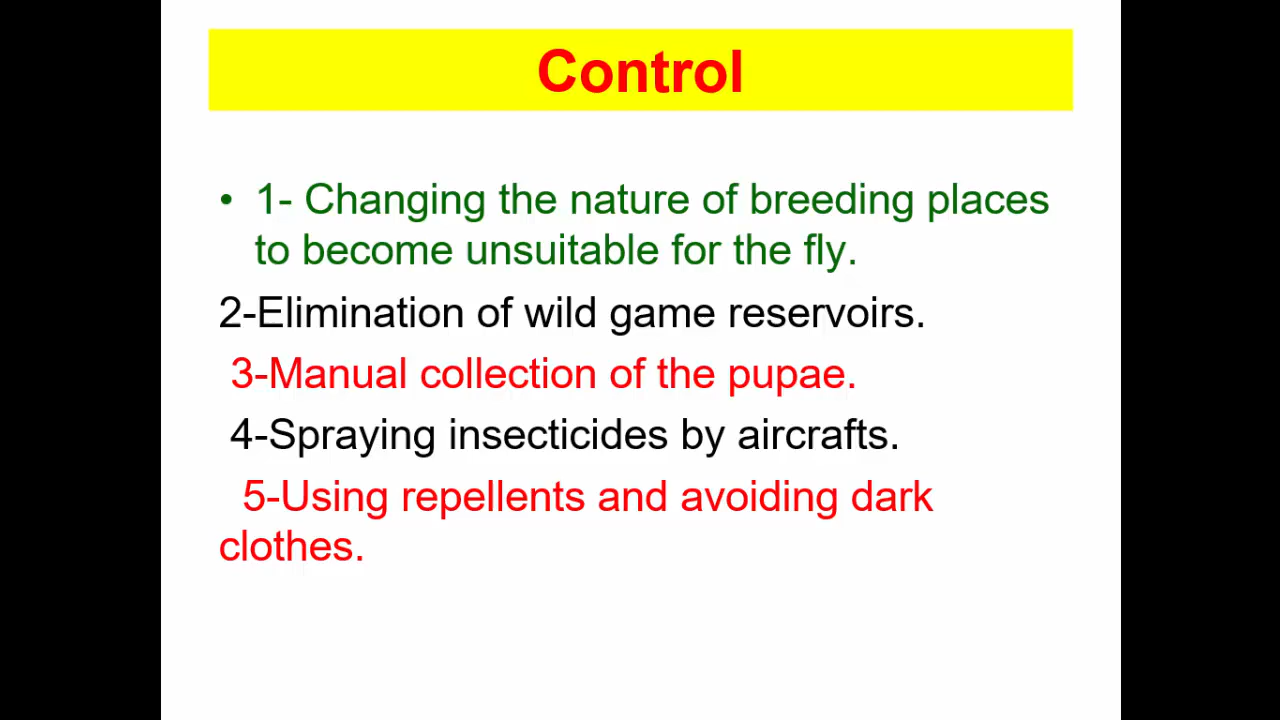 Control
• 1- Changing the nature of breeding places
to become unsuitable for the fly.
2-Elimination of wild game reservoirs.
3-Manual collection of the pupae.
4-Spraying insecticides by aircrafts.
5-Using repellents and avoiding dark
clothes.